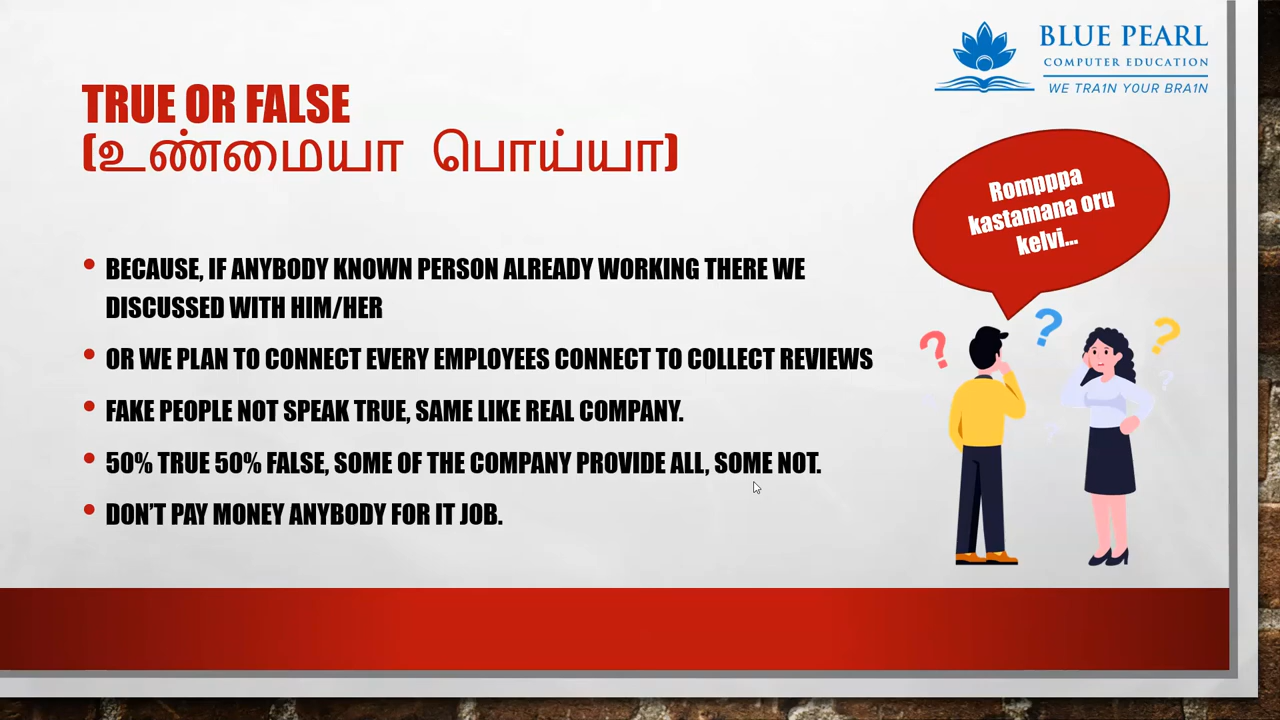 BLUE PEARL
COMPUTER EDUCATION
WE TRA1N Y0UR BRA1N
TRUE OR FALSE
(உண்மையா பொய்யா)
Rompppa
kastamana oru
kelvi...
BECAUSE, IF ANYBODY KNOWN PERSON ALREADY WORKING THERE WE
DISCUSSED WITH HIM/HER
OR WE PLAN TO CONNECT EVERY EMPLOYEES CONNECT TO COLLECT REVIEWS
FAKE PEOPLE NOT SPEAK TRUE, SAME LIKE REAL COMPANY.
50% TRUE 50% FALSE, SOME OF THE COMPANY PROVIDE ALL, SOME NOT.
DON'T PAY MONEY ANYBODY FOR IT JOB.
? ? ? ?